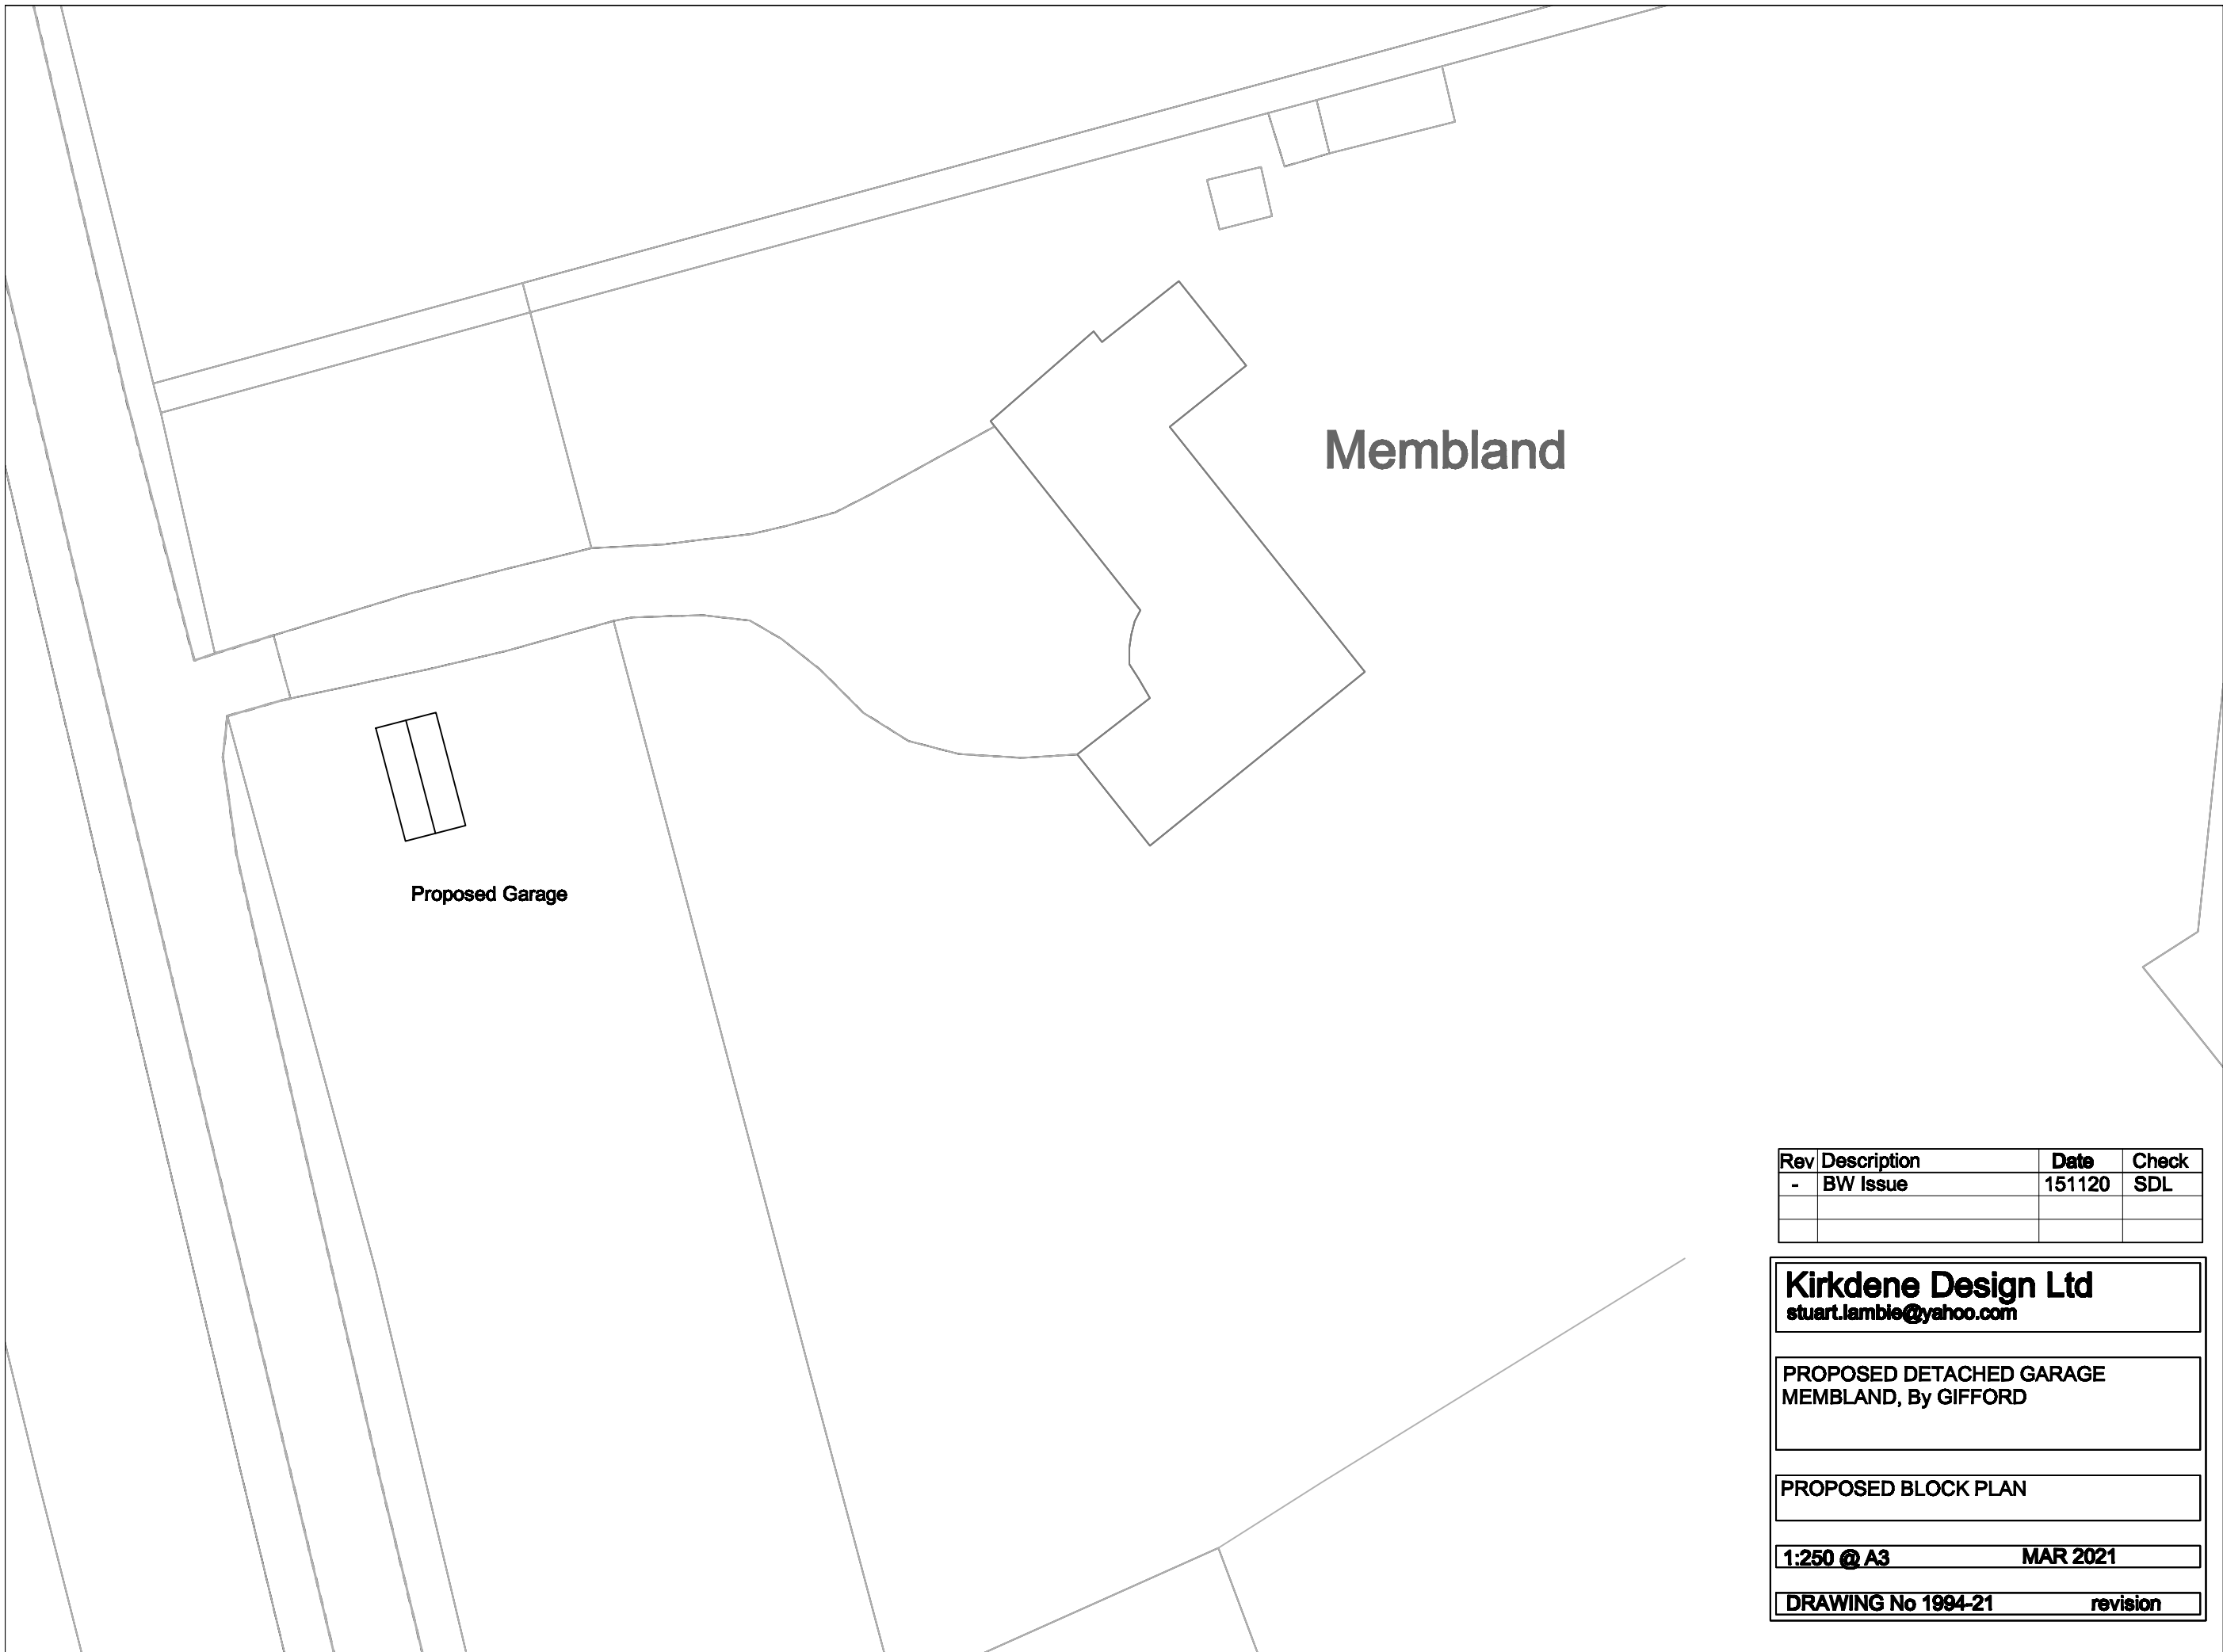 Membland
Proposed Garage
Rev Description Date Check
- BW Issue 151120 SDL
Kirkdene Design Ltd
stuart.lambie@yahoo.com
PROPOSED DETACHED GARAGE
MEMBLAND, By GIFFORD
PROPOSED BLOCK PLAN
1:250 @ A3 MAR 2021
DRAWING No 1994-21 revision